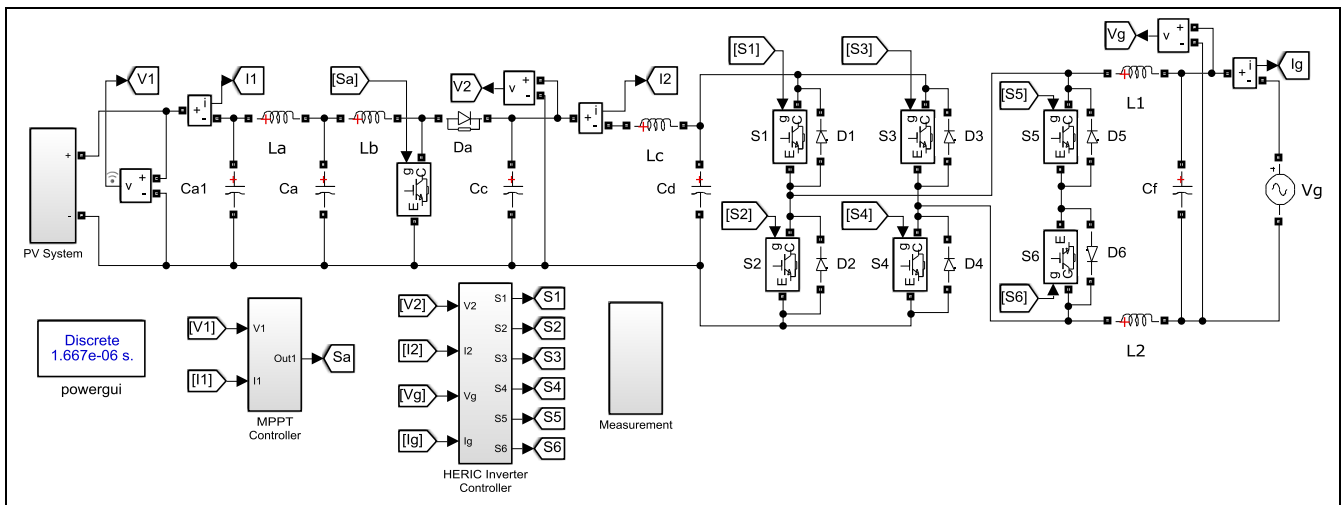 V1
I1
[Sa]
V2
I2
[S1]
[S3]
Vg
Ig
+
-
v
+
-
i
+
-
La
Lb
Da
v
+
-
i
+
-
Lc
Ca1
Ca
g
C
E
Cc
Cd
S1
g
C
E
D1
S3
g
C
E
D3
[S5]
S5
g
C
E
D5
L1
v
+
-
i
+
-
Cf
+
Vg
PV System
[S2]
S2
g
C
E
D2
[S4]
S4
g
C
E
D4
S6
E
g
C
D6
[S6]
L2
Discrete
1.667e-06 s.
powergui
[V1]
[I1]
V1
I1
Out1
Sa
MPPT
Controller
[V2]
[I2]
[Vg]
[Ig]
V2
I2
Vg
Ig
S1
S2
S3
S4
S5
S6
S1
S2
S3
S4
S5
S6
HERIC Inverter
Controller
Measurement